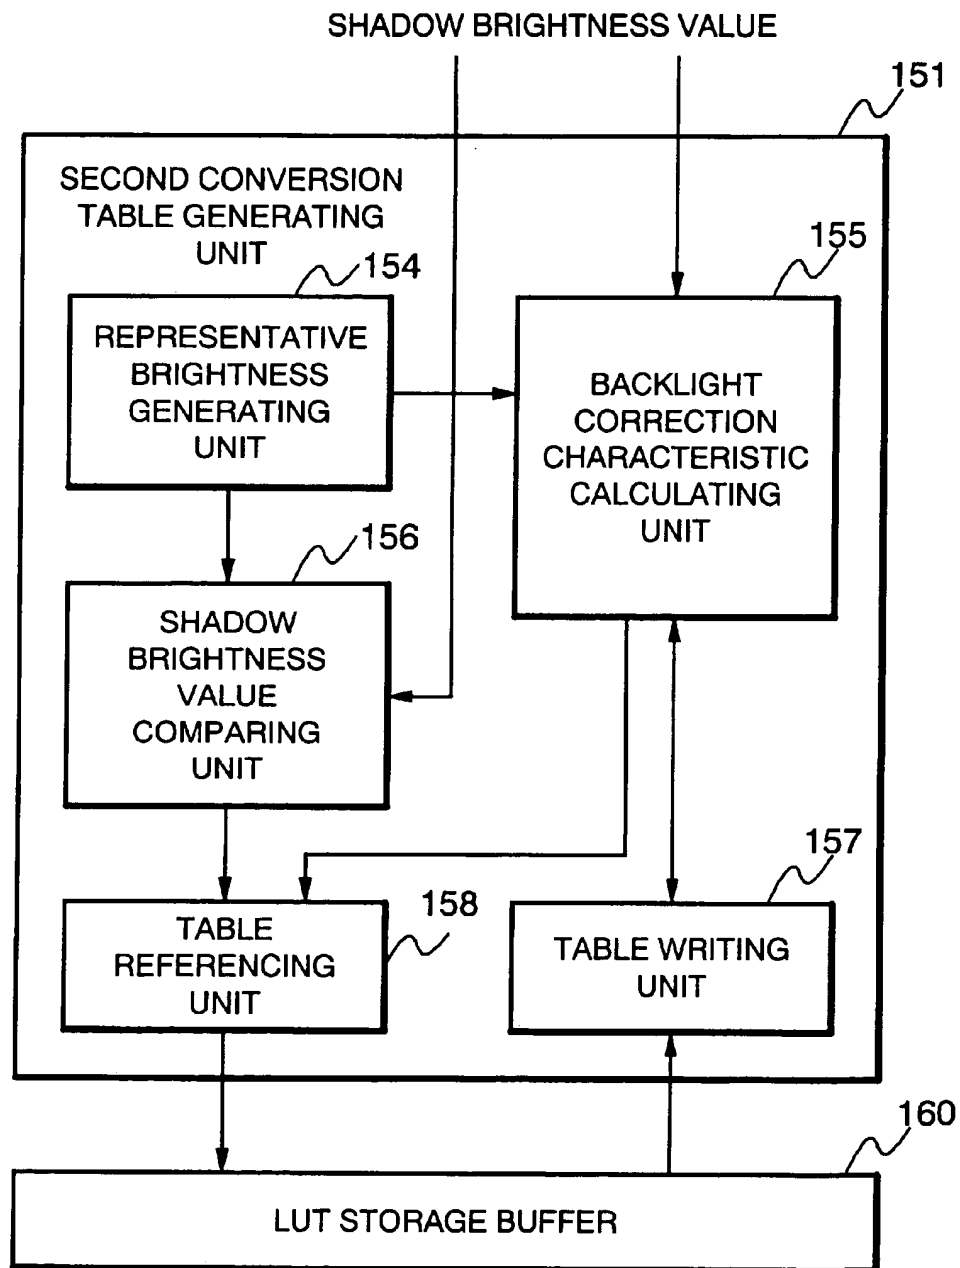 SHADOW BRIGHTNESS VALUE
151
SECOND CONVERSION
TABLE GENERATING
UNIT
154
155
REPRESENTATIVE
BRIGHTNESS
GENERATING
UNIT
BACKLIGHT
CORRECTION
CHARACTERISTIC
CALCULATING
UNIT
156
SHADOW
BRIGHTNESS
VALUE
COMPARING
UNIT
157
158
TABLE
REFERENCING
UNIT
TABLE WRITING
UNIT
160
LUT STORAGE BUFFER